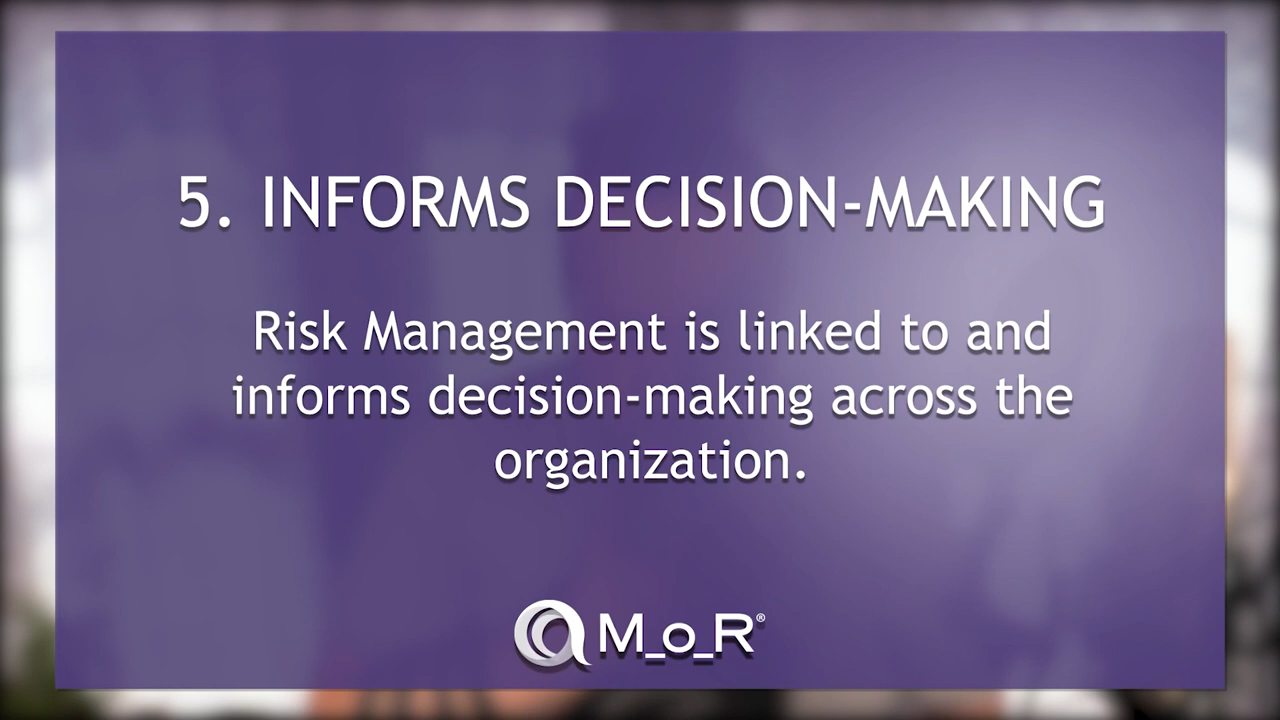 5. INFORMS DECISION-MAKING
Risk Management is linked to and
informs decision-making across the
organization.
M_o_R®